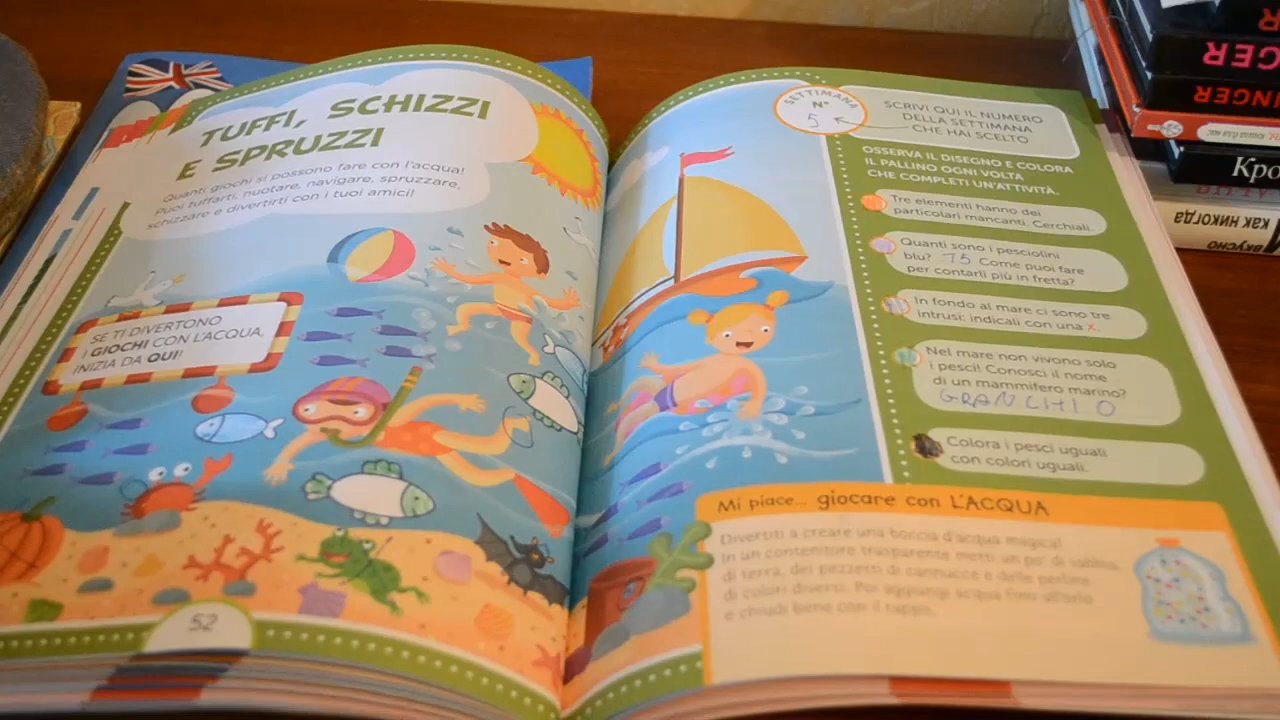 TUFFI, SCHIZZI
E SPRUZZI
Quanti giochi si possono fare con l'acqua!
Puoi tuffarti, nuotare, navigare, spruzzare,
schizzare e divertirti con i tuoi amici!
SE TI DIVERTONO
I GIOCHI CON L'ACQUA,
INIZIA DA QUI!
52
SETTIMANA
N°
5
SCRIVI QUI IL NUMERO
DELLA SETTIMANA
CHE HAI SCELTO
OSSERVA IL DISEGNO E COLORA
IL PALLINO OGNI VOLTA
CHE COMPLETI UN'ATTIVITÀ.
Tre elementi hanno dei
particolari mancanti. Cerchiali.
Quanti sono i pesciolini
blu? 75 Come puoi fare
per contarli più in fretta?
In fondo al mare ci sono tre
intrusi: indicali con una x.
Nel mare non vivono solo
i pesci! Conosci il nome
di un mammifero marino?
GRANCHIO
Colora i pesci uguali
con colori uguali.
Mi piace... giocare con L'ACQUA
Divertiti a creare una boccia d'acqua magica!
In un contenitore trasparente metti un po' di sabbia,
di terra, dei pezzetti di cannucce e delle perline
di colori diversi. Poi aggiungi acqua fino all'orlo
e chiudi bene con il tappo.
GER
INGER
Кро
как никогда
вкусно